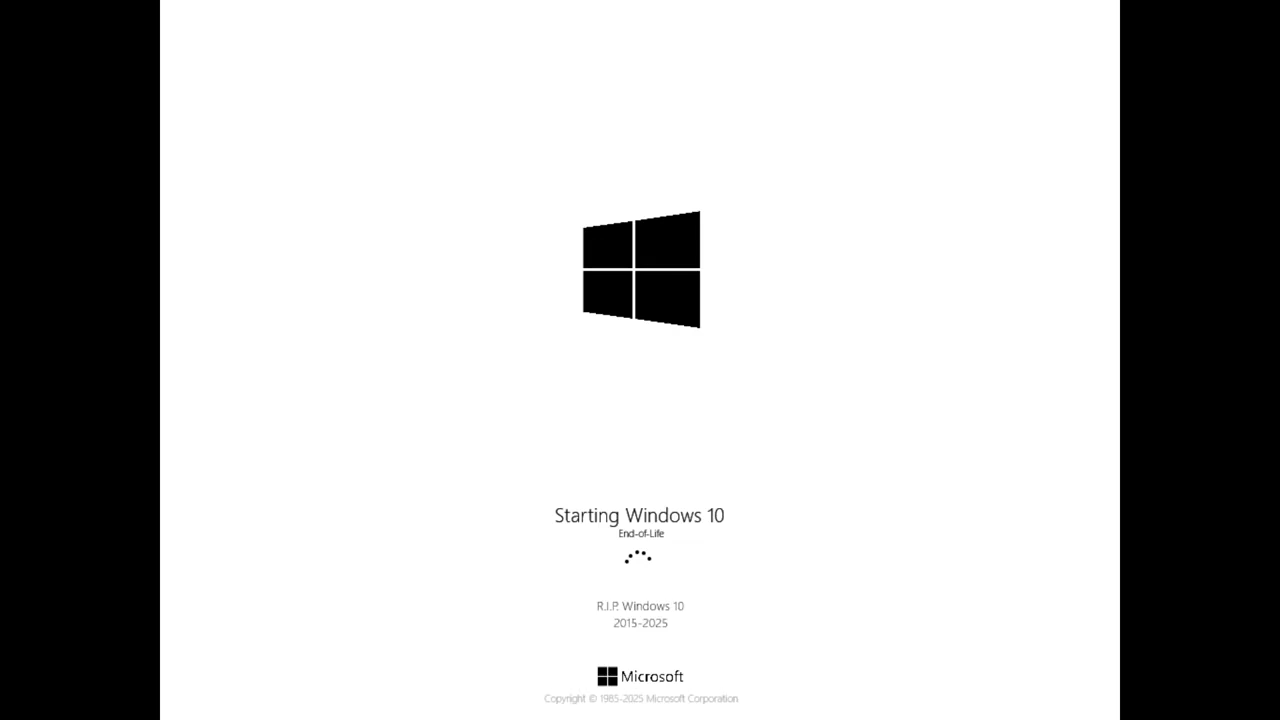 Starting Windows 10
End-of-Life
R.I.P. Windows 10
2015-2025
Microsoft
Copyright © 1985-2025 Microsoft Corporation.